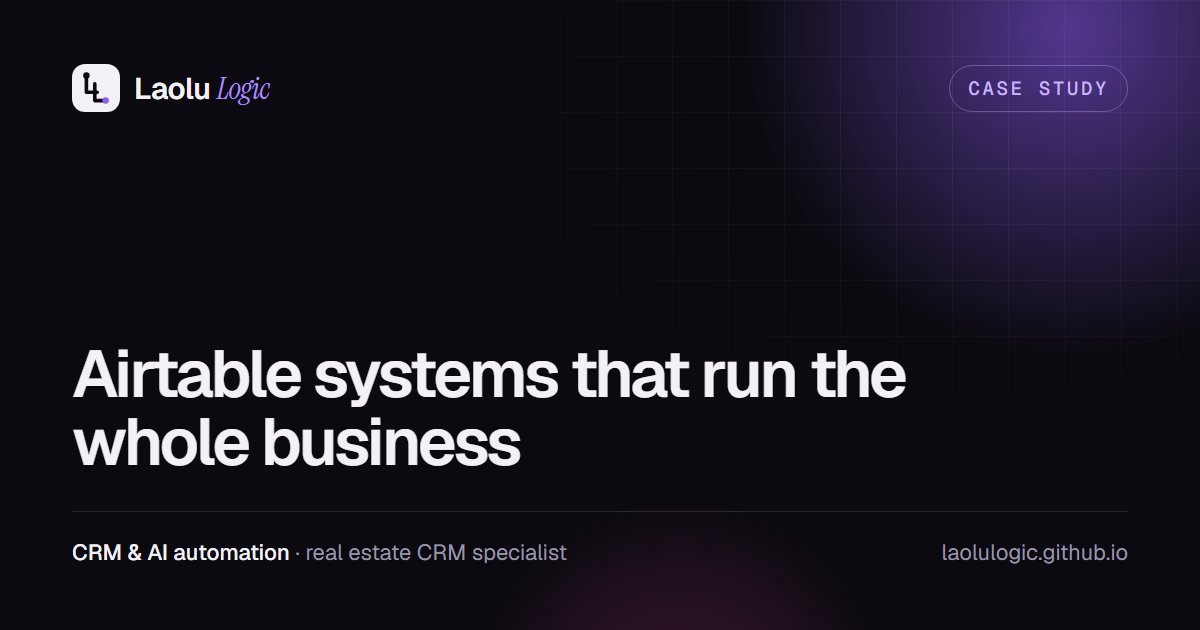 Laolu Logic
CASE STUDY
Airtable systems that run the
whole business
CRM & AI automation · real estate CRM specialist
laolulogic.github.io